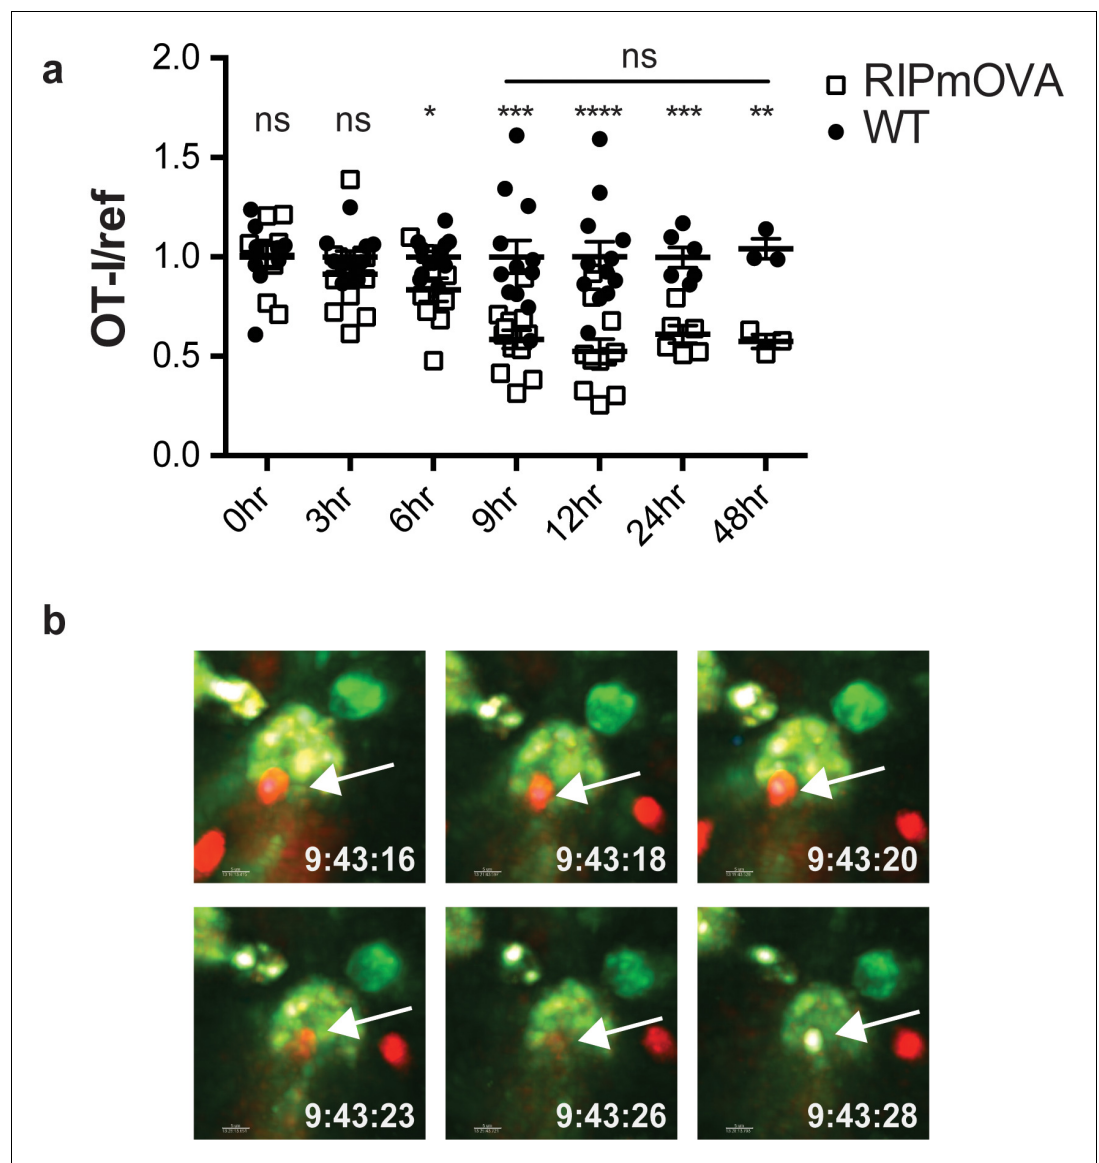 a
2.0
1.5
1.0
0.5
0.0
OT-I/ref
ns
ns ns * *** **** *** **
RIPmOVA
WT
0hr 3hr 6hr 9hr 12hr 24hr 48hr
b
9:43:16 9:43:18 9:43:20
9:43:23 9:43:26 9:43:28